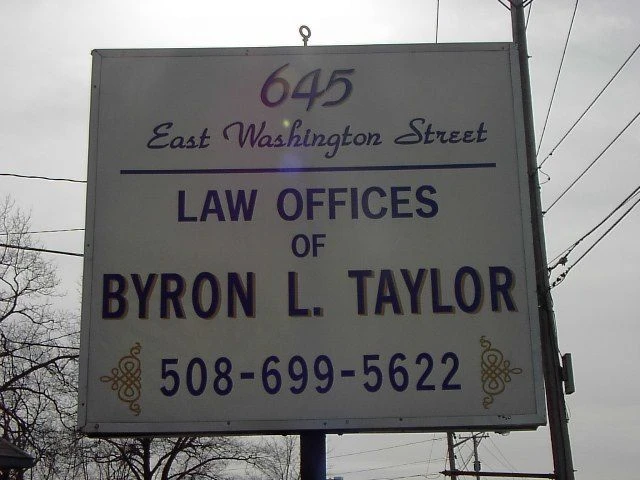 645
East Washington Street
LAW OFFICES
OF
BYRON L. TAYLOR
508-699-5622